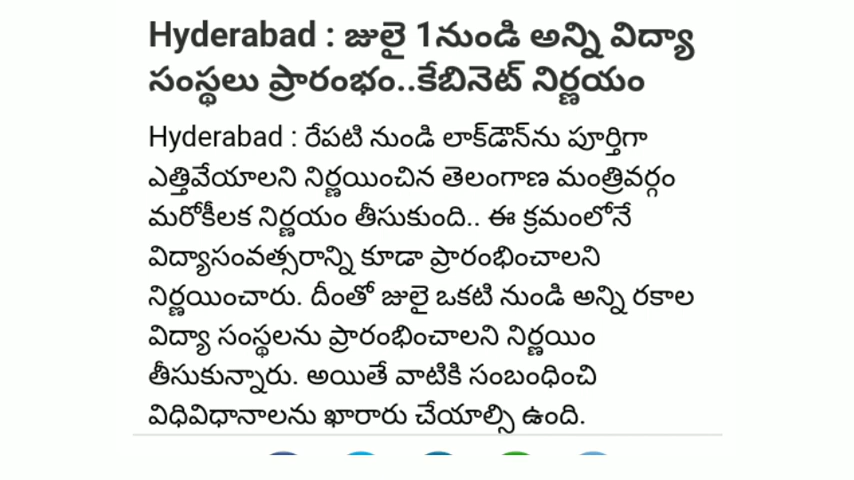 Hyderabad : జులై 1నుండి అన్ని విద్యా
సంస్థలు ప్రారంభం..కేబినెట్ నిర్ణయం
Hyderabad : రేపటి నుండి లాక్‌డౌన్‌ను పూర్తిగా
ఎత్తివేయాలని నిర్ణయించిన తెలంగాణ మంత్రివర్గం
మరోకీలక నిర్ణయం తీసుకుంది.. ఈ క్రమంలోనే
విద్యాసంవత్సరాన్ని కూడా ప్రారంభించాలని
నిర్ణయించారు. దీంతో జులై ఒకటి నుండి అన్ని రకాల
విద్యా సంస్థలను ప్రారంభించాలని నిర్ణయిం
తీసుకున్నారు. అయితే వాటికి సంబంధించి
విధివిధానాలను ఖారారు చేయాల్సి ఉంది.